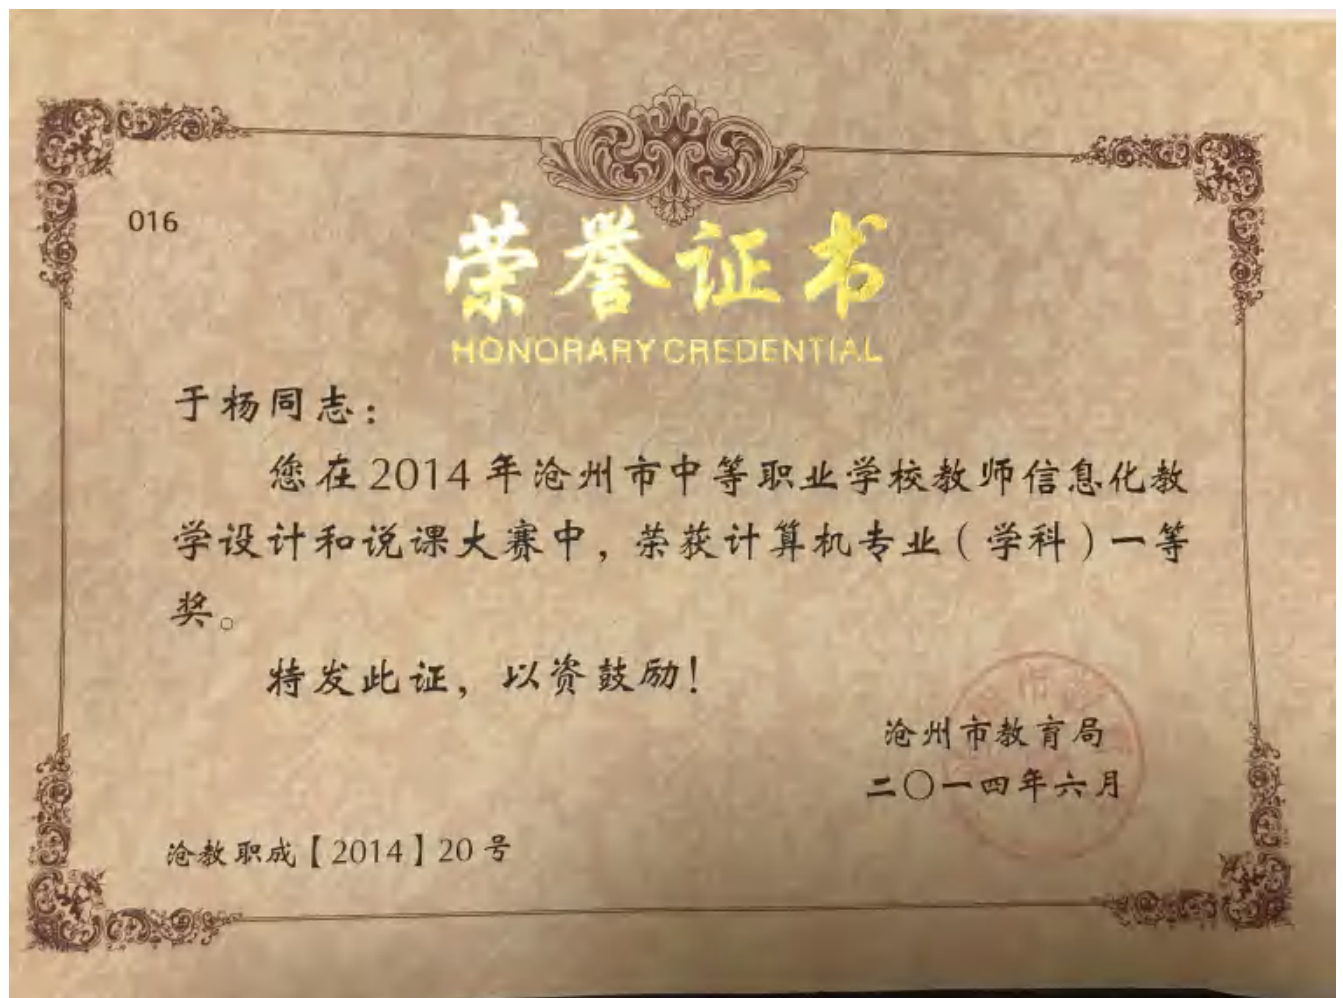 016
荣誉证书
HONORARY CREDENTIAL
于杨同志：
您在2014年沧州市中等职业学校教师信息化教
学设计和说课大赛中，荣获计算机专业（学科）一等
奖。
特发此证，以资鼓励！
沧州市教育局
二〇一四年六月
沧教职成【2014】20号